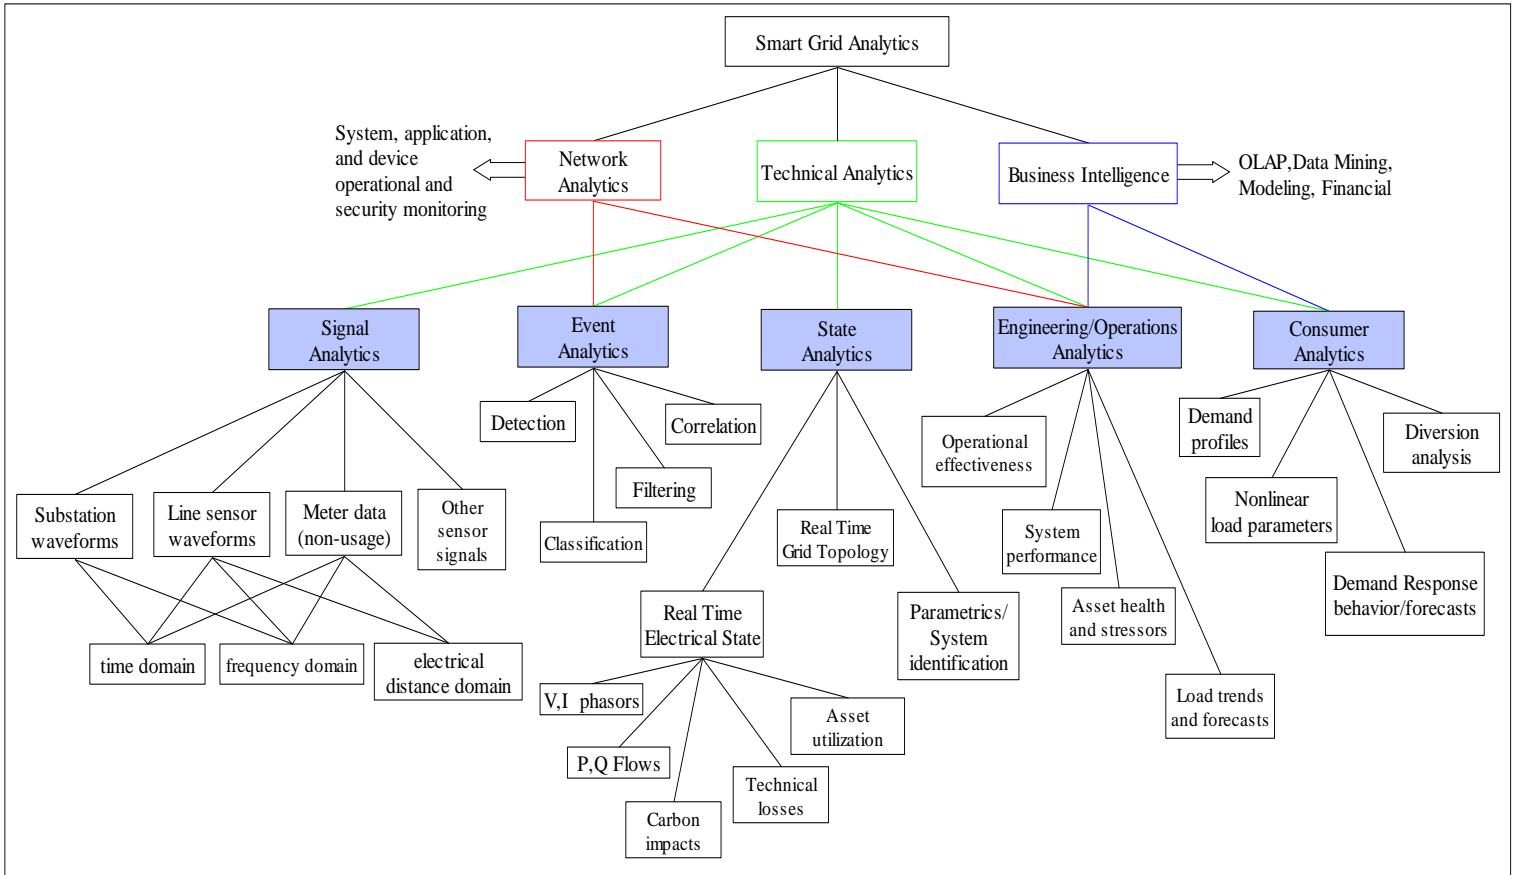 Smart Grid Analytics
System, application,
and device
operational and
security monitoring
Network
Analytics
Technical Analytics
Business Intelligence
OLAP,Data Mining,
Modeling, Financial
Signal
Analytics
Event
Analytics
State
Analytics
Engineering/Operations
Analytics
Consumer
Analytics
Detection
Correlation
Filtering
Classification
Operational
effectiveness
Demand
profiles
Diversion
analysis
Substation
waveforms
Line sensor
waveforms
Meter data
(non-usage)
Other
sensor
signals
Real Time
Grid Topology
System
performance
Nonlinear
load parameters
Real Time
Electrical State
Parametrics/
System
identification
Asset health
and stressors
Demand Response
behavior/forecasts
time domain
frequency domain
electrical
distance domain
V,I phasors
P,Q Flows
Carbon
impacts
Technical
losses
Asset
utilization
Load trends
and forecasts